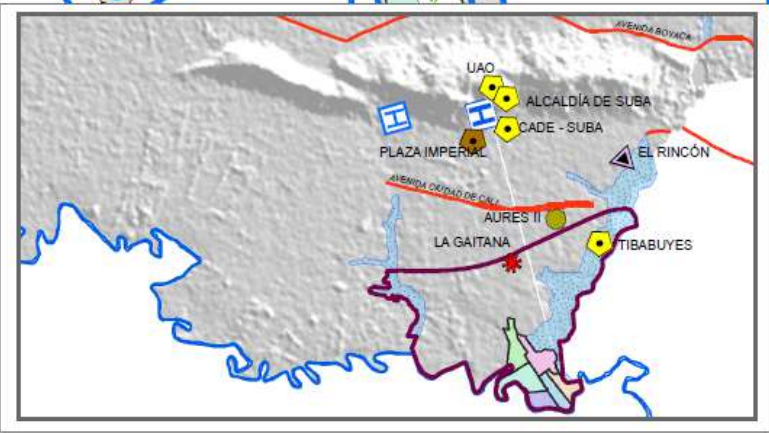 AVENIDA BOYACA
UAO
ALCALDÍA DE SUBA
CADE - SUBA
PLAZA IMPERIAL
EL RINCÓN
AVENIDA CIUDAD DE CALI
AURES II
LA GAITANA
TIBABUYES